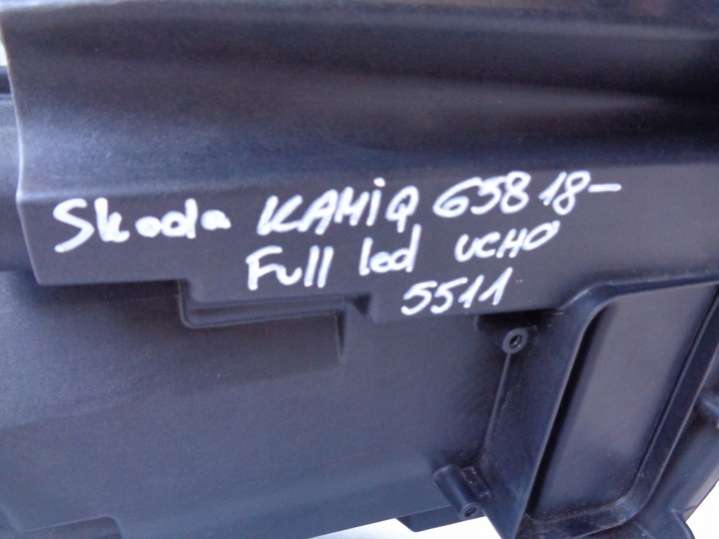 Skoda KAMIQ 658 18-
Full led UCHO
5511